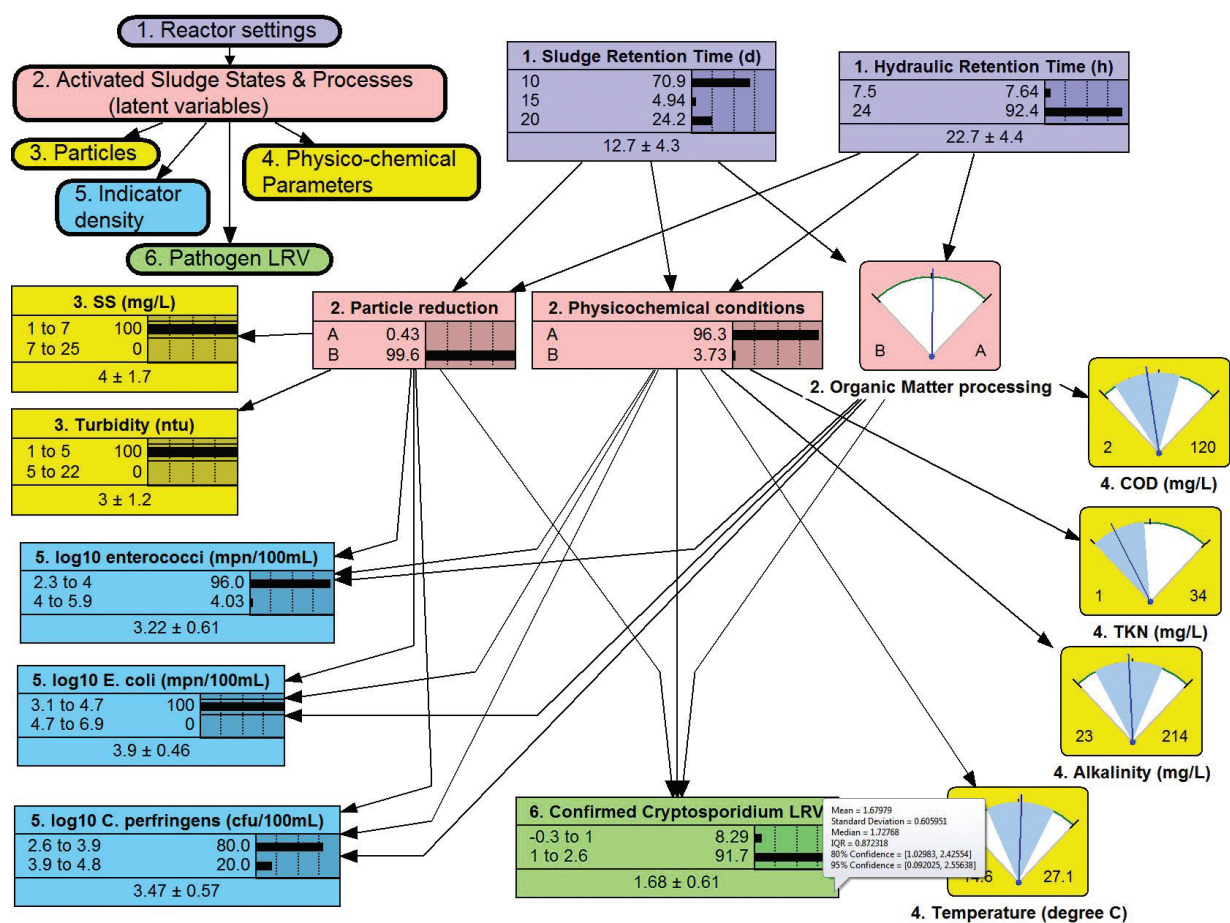 1. Reactor settings
2. Activated Sludge States & Processes
(latent variables)
3. Particles
4. Physico-chemical
Parameters
5. Indicator
density
6. Pathogen LRV
1. Sludge Retention Time (d)
10 70.9
15 4.94
20 24.2
12.7 ± 4.3
1. Hydraulic Retention Time (h)
7.5 7.64
24 92.4
22.7 ± 4.4
3. SS (mg/L)
1 to 7 100
7 to 25 0
4 ± 1.7
2. Particle reduction
A 0.43
B 99.6
2. Physicochemical conditions
A 96.3
B 3.73
B A
2. Organic Matter processing
3. Turbidity (ntu)
1 to 5 100
5 to 22 0
3 ± 1.2
2 120
4. COD (mg/L)
1 34
4. TKN (mg/L)
5. log10 enterococci (mpn/100mL)
2.3 to 4 96.0
4 to 5.9 4.03
3.22 ± 0.61
5. log10 E. coli (mpn/100mL)
3.1 to 4.7 100
4.7 to 6.9 0
3.9 ± 0.46
23 214
4. Alkalinity (mg/L)
5. log10 C. perfringens (cfu/100mL)
2.6 to 3.9 80.0
3.9 to 4.8 20.0
3.47 ± 0.57
6. Confirmed Cryptosporidium LRV
-0.3 to 1 8.29
1 to 2.6 91.7
1.68 ± 0.61
Mean = 1.67979
Standard Deviation = 0.605951
Median = 1.72768
IQR = 0.872318
80% Confidence = [1.02983, 2.42554]
95% Confidence = [0.092025, 2.55638]
14.6 27.1
4. Temperature (degree C)